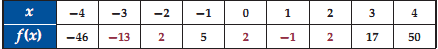 x −4 −3 −2 −1 0 1 2 3 4
f(x) −46 −13 2 5 2 −1 2 17 50